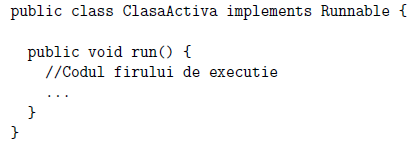 public class ClasaActiva implements Runnable {
public void run() {
//Codul firului de executie
...
}
}